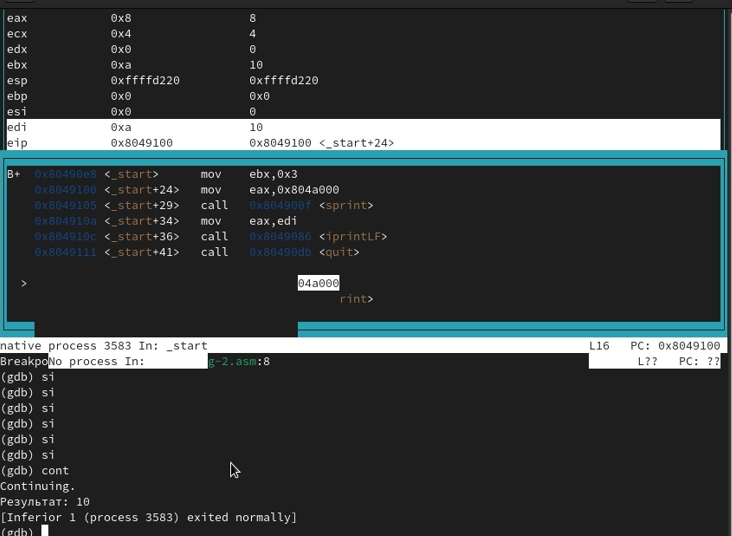 eax 0x8 8
ecx 0x4 4
edx 0x0 0
ebx 0xa 10
esp 0xffffd220 0xffffd220
ebp 0x0 0x0
esi 0x0 0
edi 0xa 10
eip 0x8049100 0x8049100 <_start+24>
B+ 0x80490e8 <_start> mov ebx,0x3
0x8049100 <_start+24> mov eax,0x804a000
0x8049105 <_start+29> call 0x804900f <sprint>
0x804910a <_start+34> mov eax,edi
0x804910c <_start+36> call 0x8049086 <iprintLF>
0x8049111 <_start+41> call 0x80490db <quit>
> 04a000
rint>
native process 3583 In: _start L16 PC: 0x8049100
BreakpoNo process In: g-2.asm:8 L?? PC: ??
(gdb) si
(gdb) si
(gdb) si
(gdb) si
(gdb) si
(gdb) si
(gdb) cont
Continuing.
Результат: 10
[Inferior 1 (process 3583) exited normally]
(gdb)